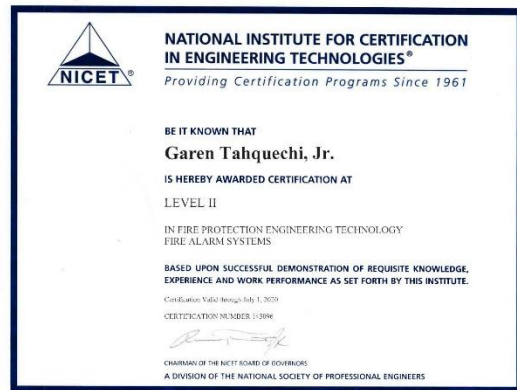 NICET®
NATIONAL INSTITUTE FOR CERTIFICATION
IN ENGINEERING TECHNOLOGIES®
Providing Certification Programs Since 1961
BE IT KNOWN THAT
Garen Tahquechi, Jr.
IS HEREBY AWARDED CERTIFICATION AT
LEVEL II
IN FIRE PROTECTION ENGINEERING TECHNOLOGY
FIRE ALARM SYSTEMS
BASED UPON SUCCESSFUL DEMONSTRATION OF REQUISITE KNOWLEDGE,
EXPERIENCE AND WORK PERFORMANCE AS SET FORTH BY THIS INSTITUTE.
Certification Valid through July 1, 2020
CERTIFICATION NUMBER
CHAIRMAN OF THE NICET BOARD OF GOVERNORS
A DIVISION OF THE NATIONAL SOCIETY OF PROFESSIONAL ENGINEERS